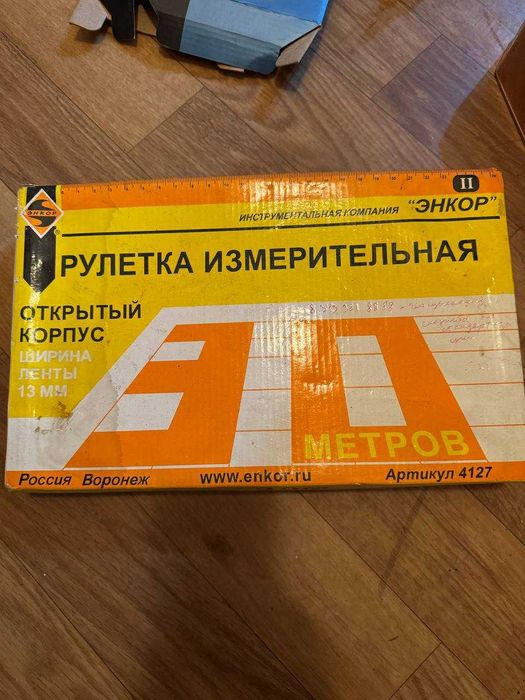 II
ЭНКОР
®
ИНСТРУМЕНТАЛЬНАЯ КОМПАНИЯ "ЭНКОР"
РУЛЕТКА ИЗМЕРИТЕЛЬНАЯ
ОТКРЫТЫЙ
КОРПУС
ШИРИНА
ЛЕНТЫ
13 ММ
30
МЕТРОВ
Россия Воронеж
www.enkor.ru
Артикул 4127